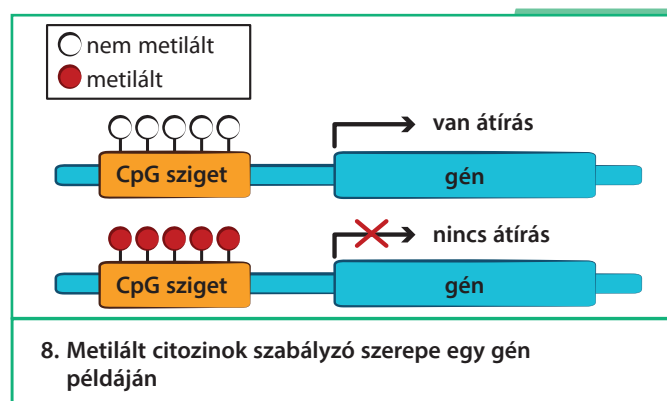 nem metilált
metilált
van átírás
CpG sziget
gén
nincs átírás
CpG sziget
gén
8. Metilált citozinok szabályzó szerepe egy gén
példáján